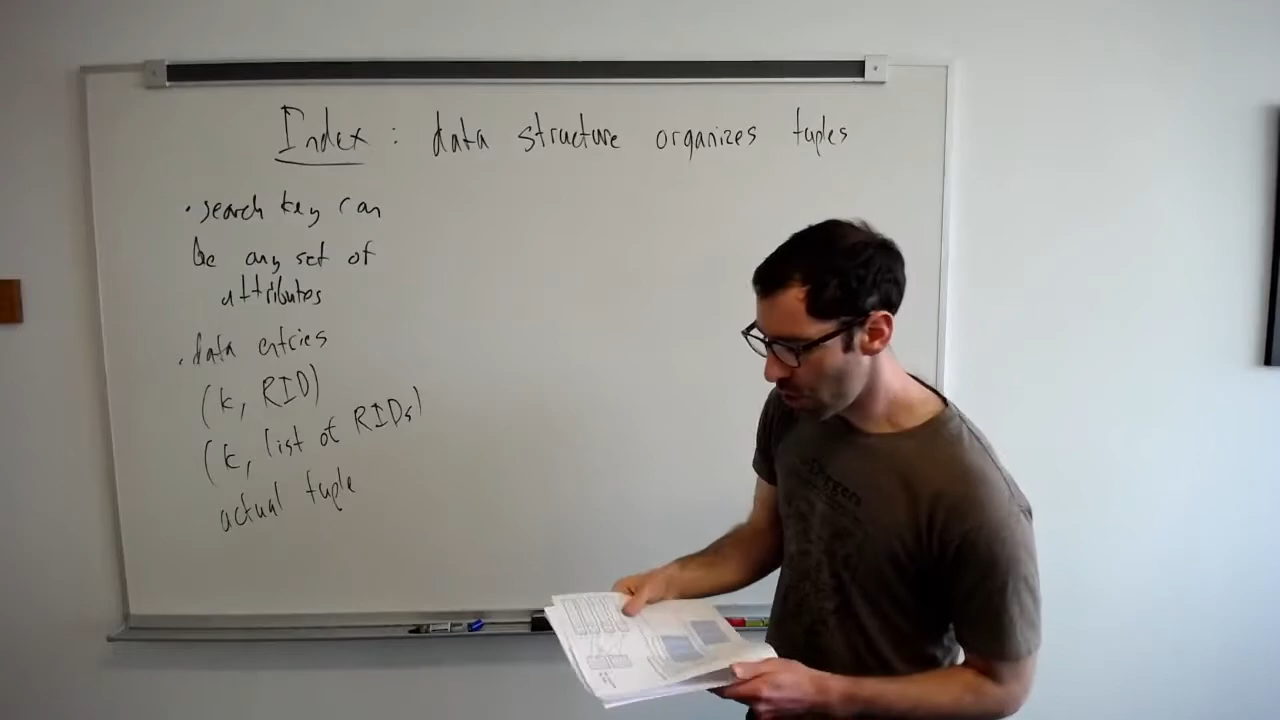 Index: data structure organizes tuples
• search key can
be any set of
attributes
• data entries
(k, RID)
(k, list of RIDs)
actual tuple